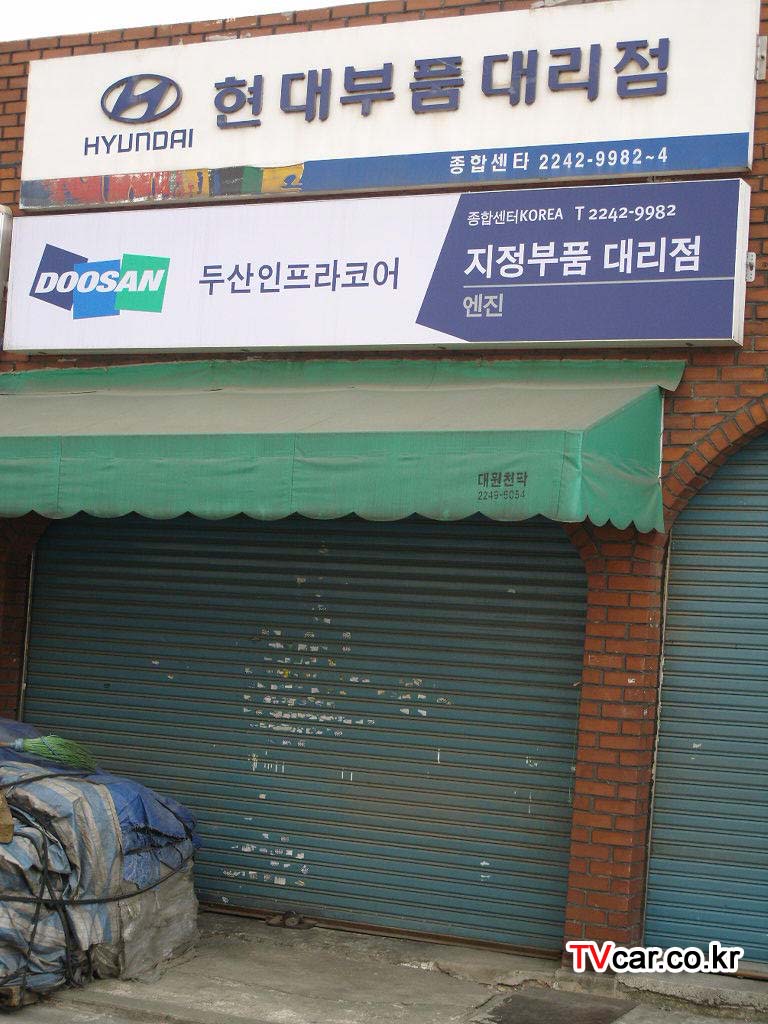 HYUNDAI 현대부품대리점
종합센타 2242-9982~4
종합센터KOREA T 2242-9982
DOOSAN 두산인프라코어 지정부품 대리점
엔진
대원천막
2249-6054
TVcar.co.kr